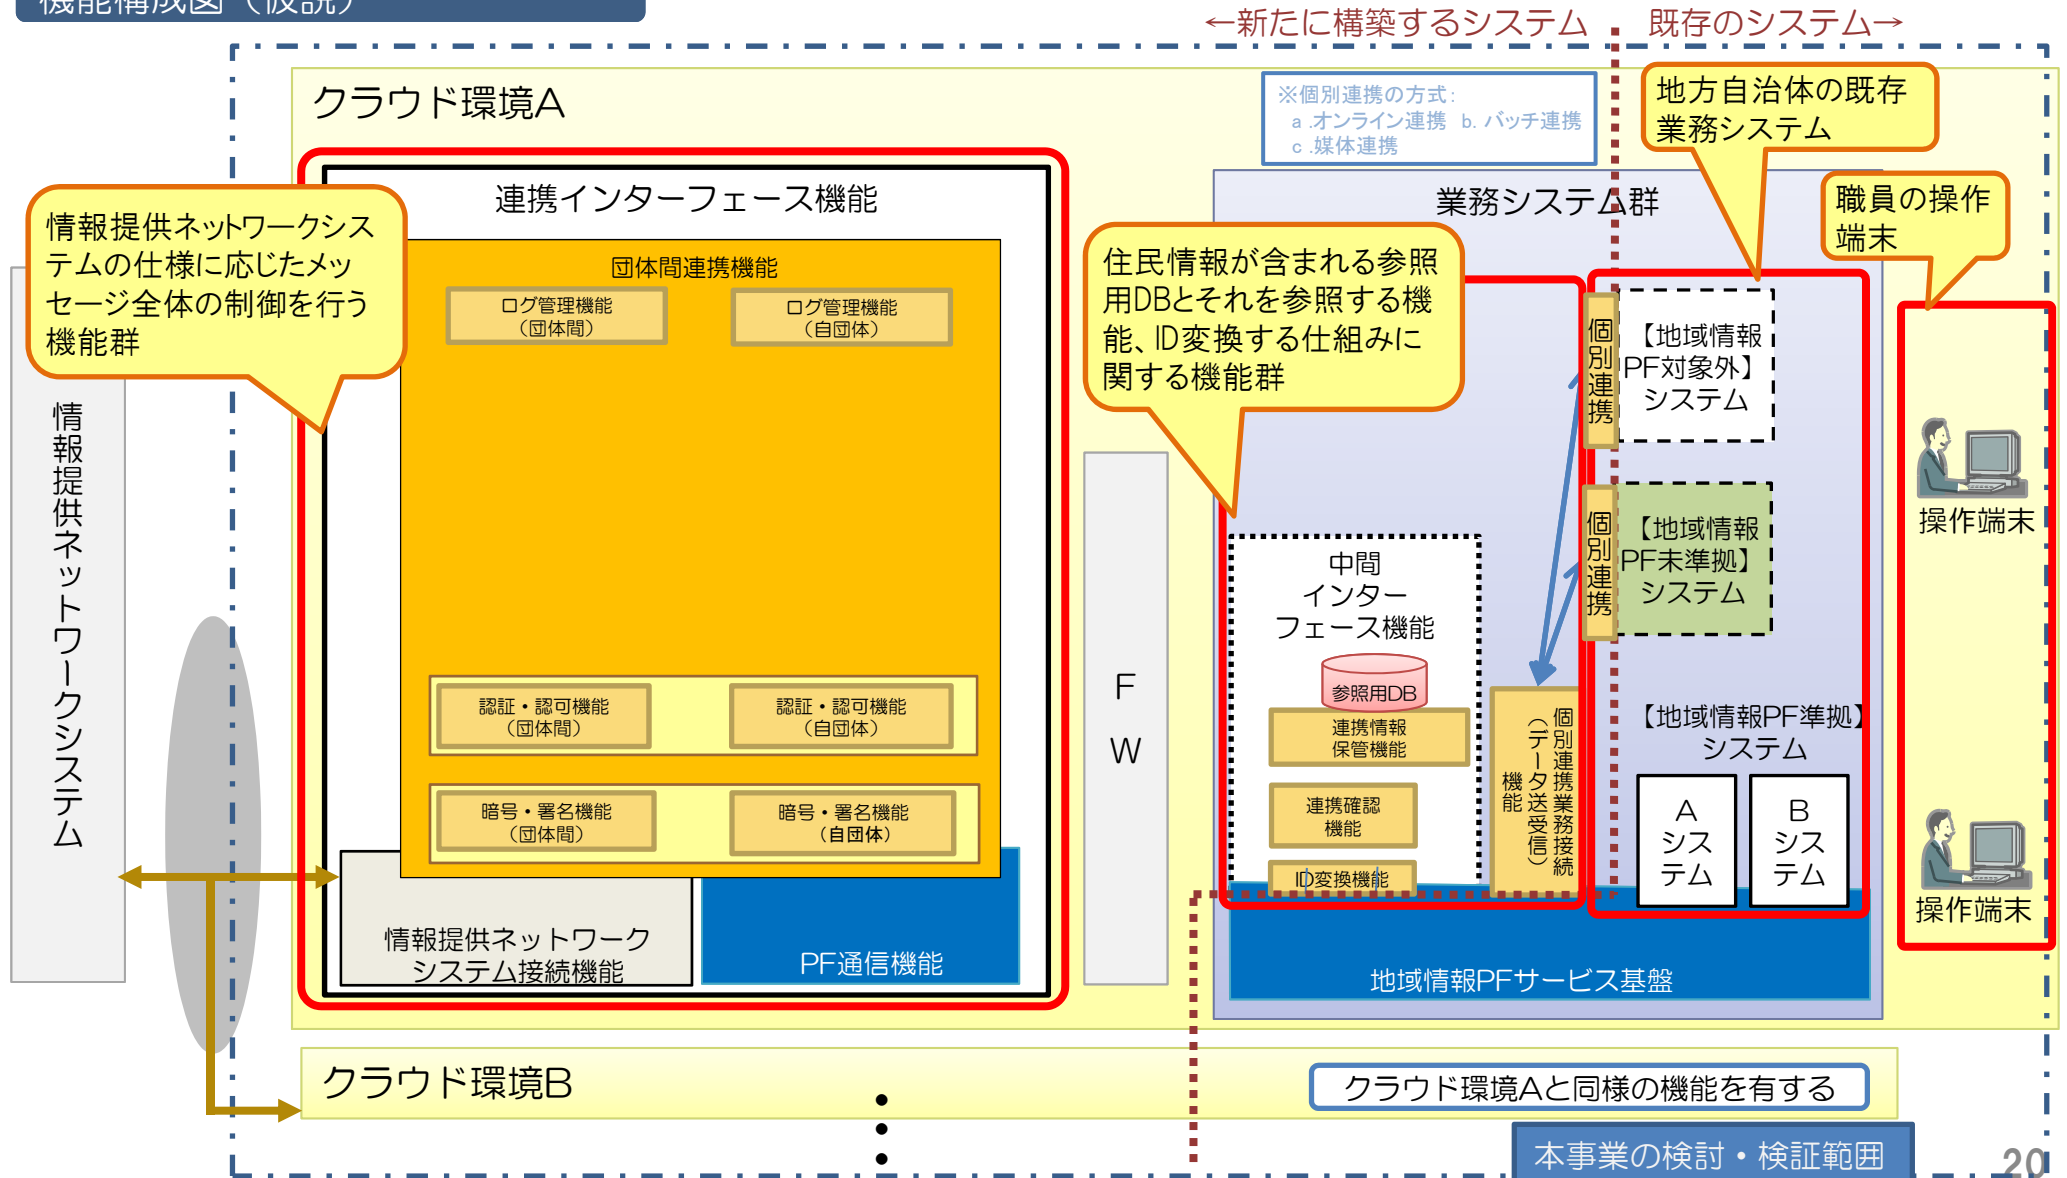 機能構成図（仮説）
←新たに構築するシステム
既存のシステム→
クラウド環境A
※個別連携の方式：
a .オンライン連携 b. バッチ連携
c .媒体連携
地方自治体の既存
業務システム
職員の操作
端末
情報提供ネットワークシス
テムの仕様に応じたメッ
セージ全体の制御を行う
機能群
連携インターフェース機能
団体間連携機能
ログ管理機能
（団体間）
ログ管理機能
（自団体）
認証・認可機能
（団体間）
認証・認可機能
（自団体）
暗号・署名機能
（団体間）
暗号・署名機能
（自団体）
情報提供ネットワーク
システム接続機能
PF通信機能
情報提供ネットワークシステム
FW
業務システム群
住民情報が含まれる参照
用DBとそれを参照する機
能、ID変換する仕組みに
関する機能群
個別連携
【地域情報
PF対象外】
システム
個別連携
【地域情報
PF未準拠】
システム
中間
インター
フェース機能
参照用DB
連携情報
保管機能
連携確認
機能
ID変換機能
個別連携業務接続
（データ送受信）
機能
【地域情報PF準拠】
システム
A
シス
テム
B
シス
テム
地域情報PFサービス基盤
操作端末
操作端末
クラウド環境B
クラウド環境Aと同様の機能を有する
本事業の検討・検証範囲
20